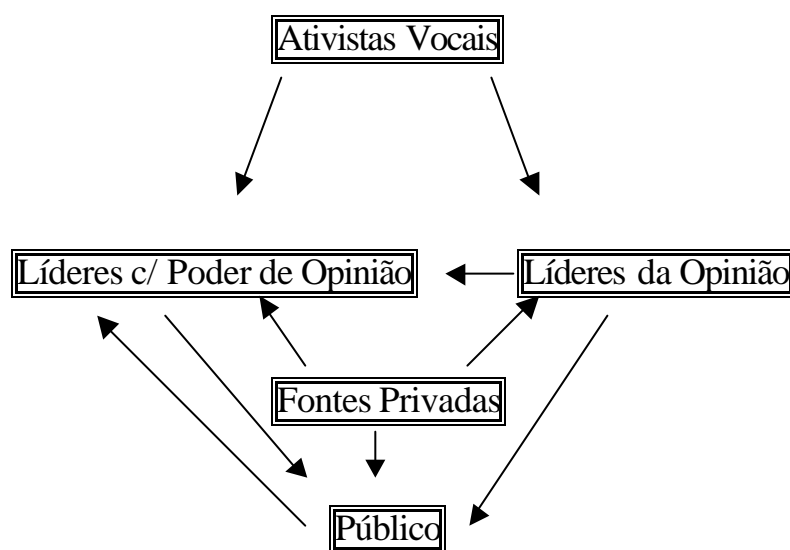 Ativistas Vocais
Líderes c/ Poder de Opinião
Líderes da Opinião
Fontes Privadas
Público